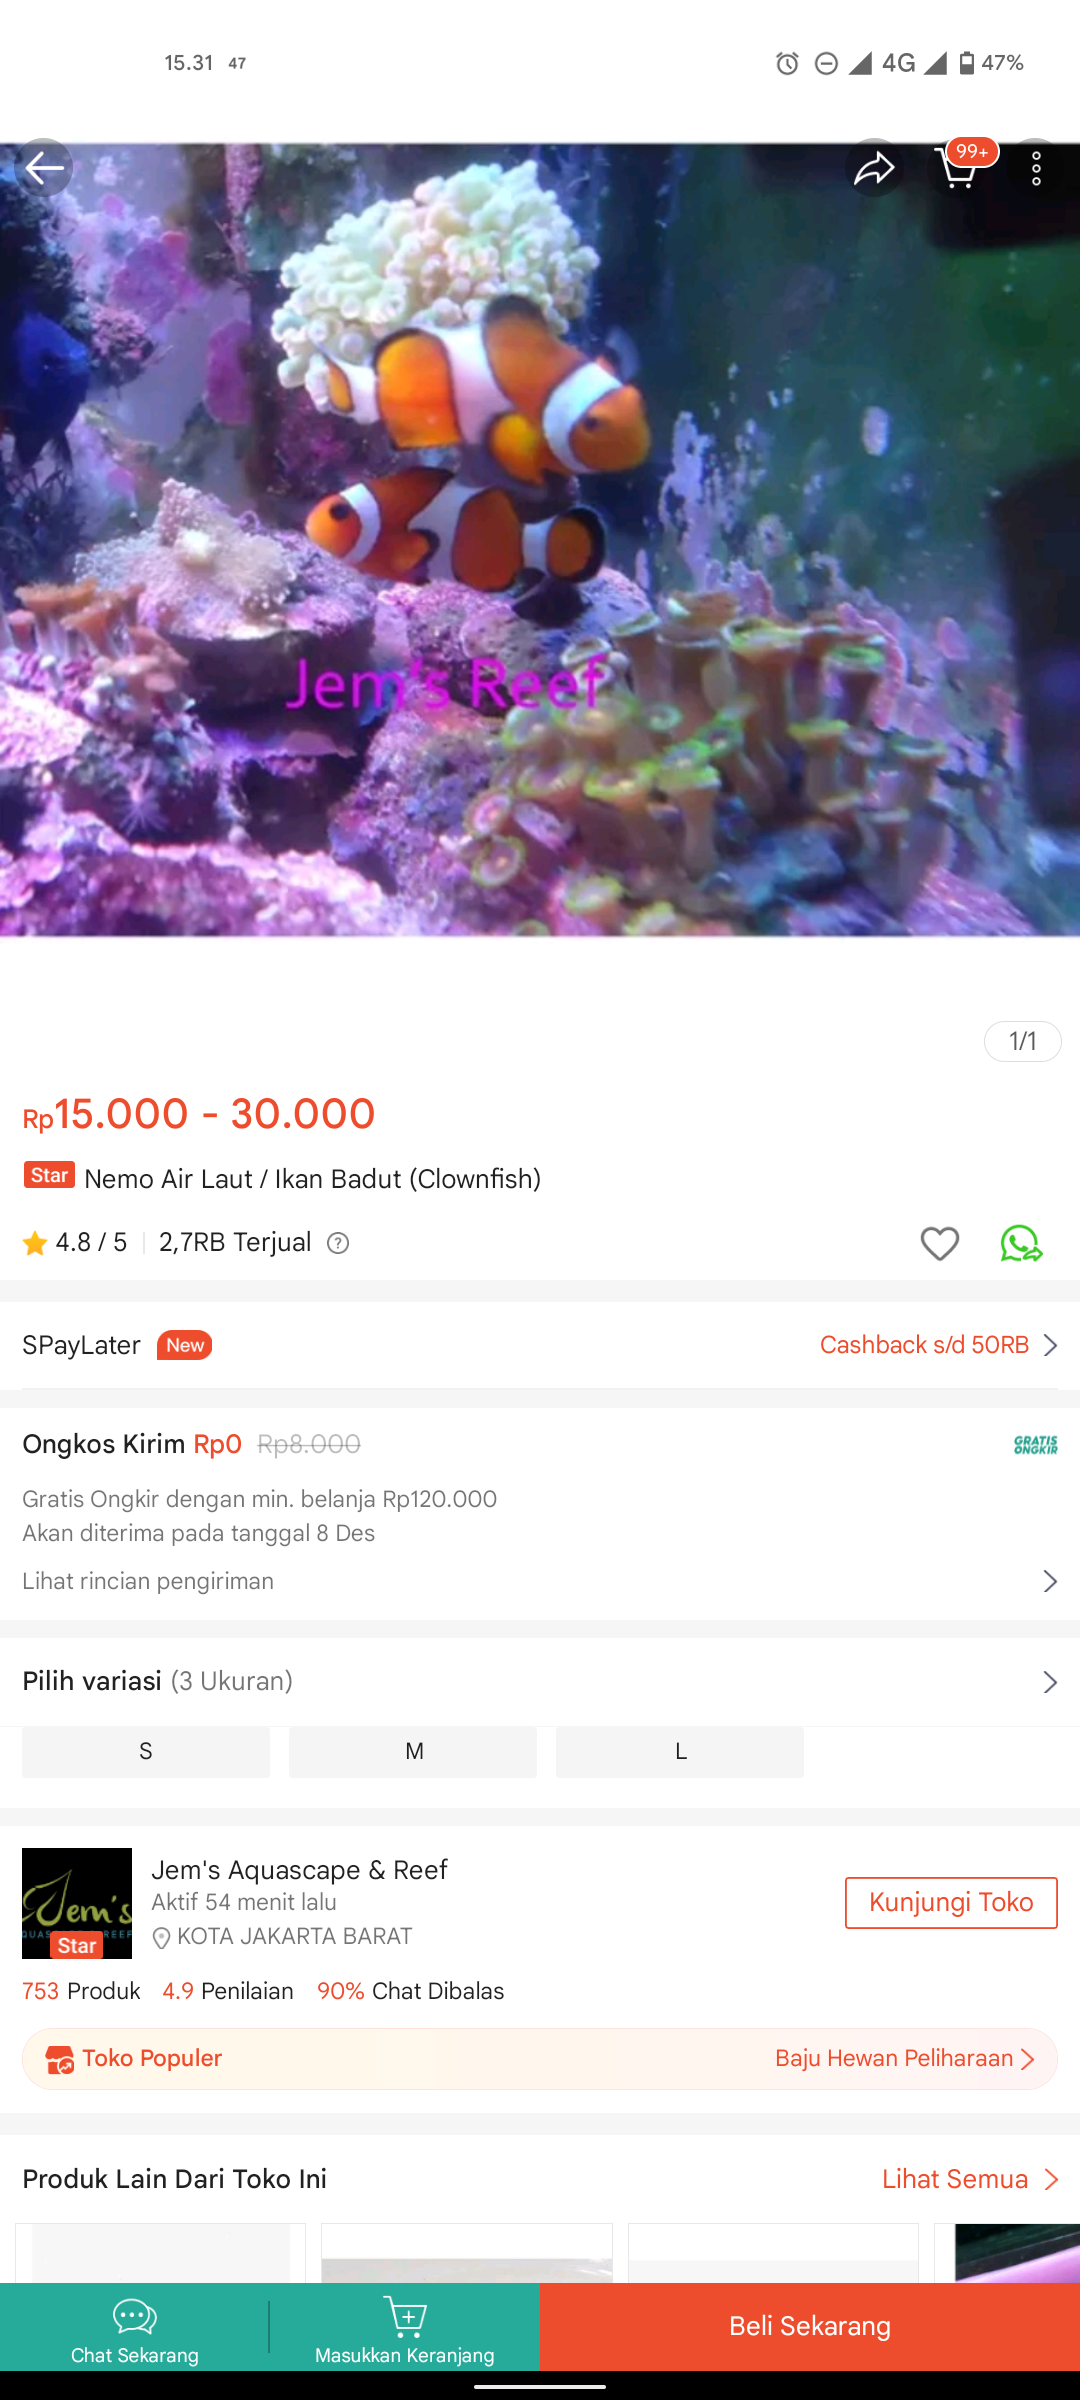 15.31 47 4G 47%
99+
Jem's Reef
1/1
Rp15.000 - 30.000
Star Nemo Air Laut / Ikan Badut (Clownfish)
4.8 / 5 2,7RB Terjual ?
SPayLater New Cashback s/d 50RB
Ongkos Kirim Rp0 Rp8.000 GRATIS ONGKIR
Gratis Ongkir dengan min. belanja Rp120.000
Akan diterima pada tanggal 8 Des
Lihat rincian pengiriman
Pilih variasi (3 Ukuran)
S M L
Jem's
Star
Jem's Aquascape & Reef
Aktif 54 menit lalu
KOTA JAKARTA BARAT
Kunjungi Toko
753 Produk 4.9 Penilaian 90% Chat Dibalas
Toko Populer Baju Hewan Peliharaan
Produk Lain Dari Toko Ini Lihat Semua
Chat Sekarang Masukkan Keranjang Beli Sekarang